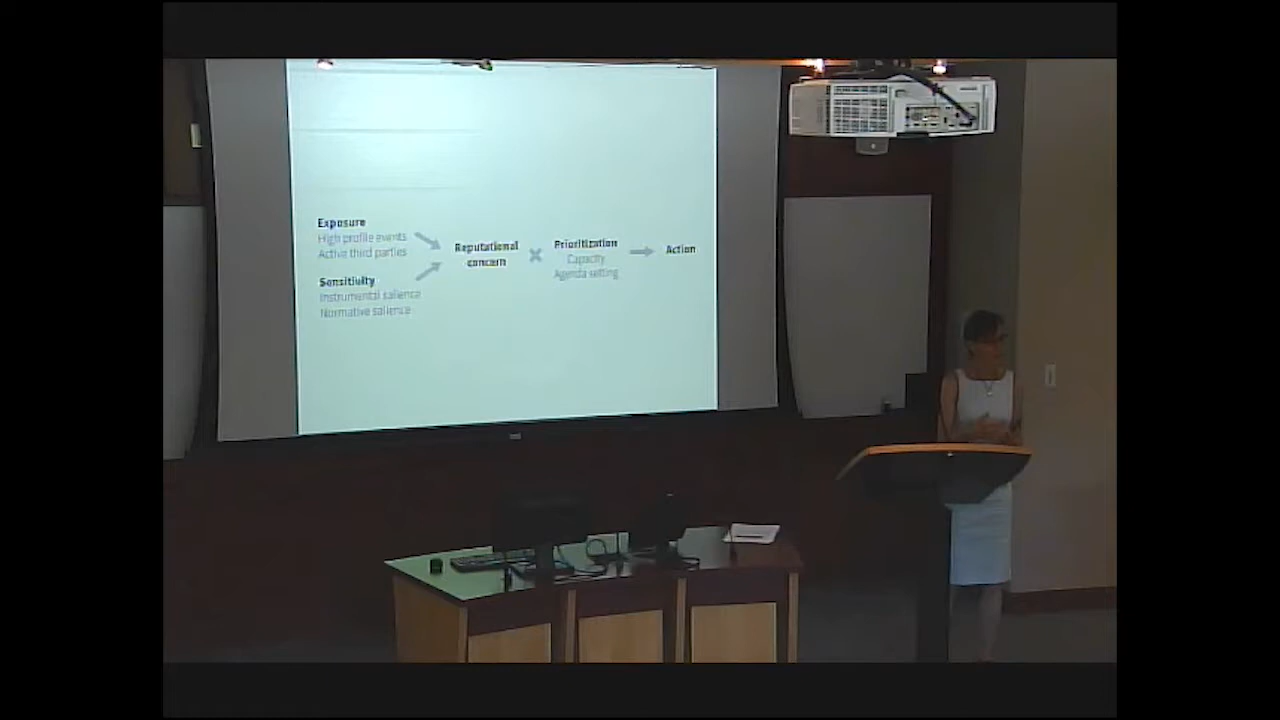 Exposure
High profile events
Active third parties
Sensitivity
Instrumental salience
Normative salience
Reputational
concern
Prioritization
Capacity
Agenda setting
Action